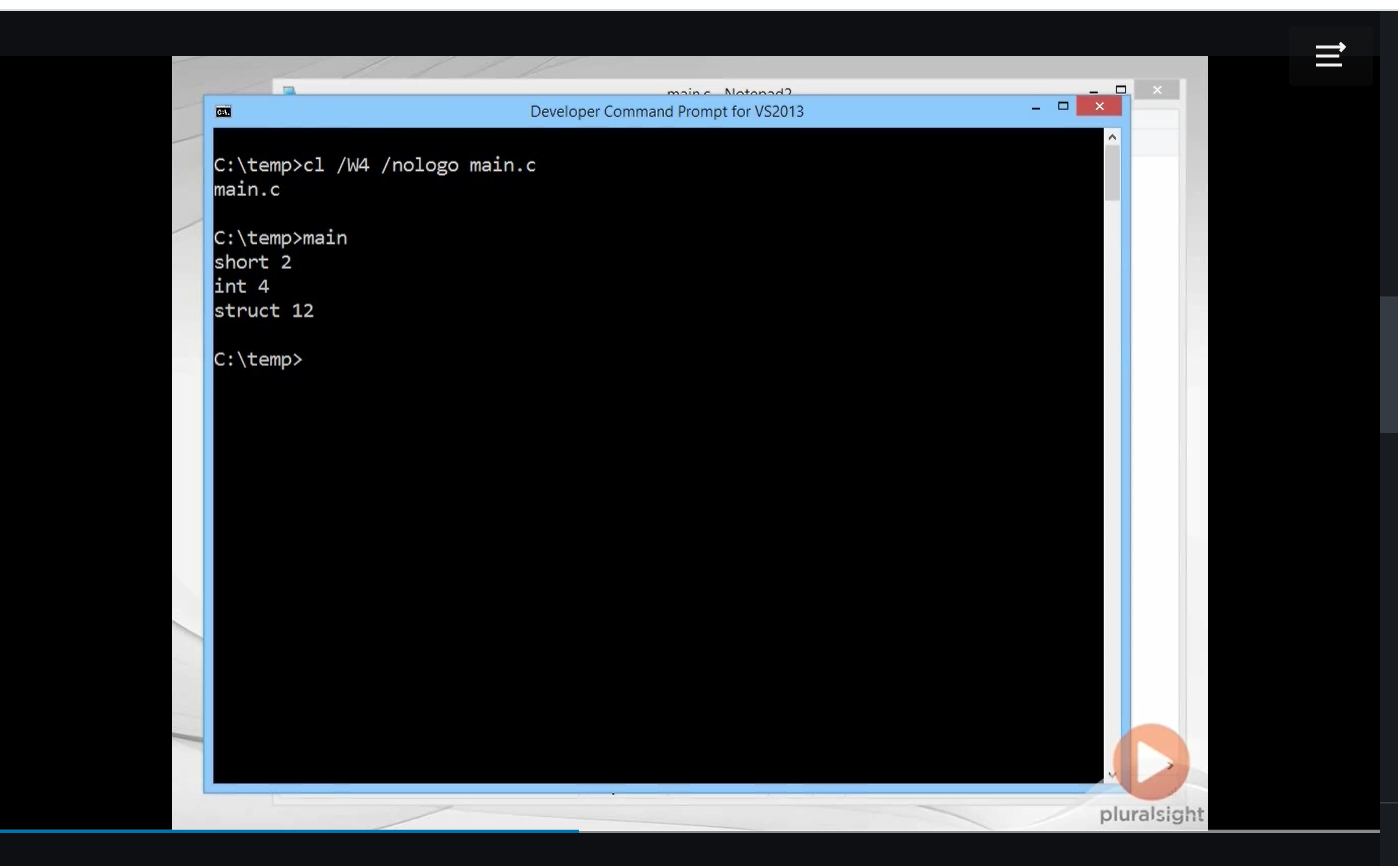 main.c - Notepad2
Developer Command Prompt for VS2013
C:\temp>cl /W4 /nologo main.c
main.c
C:\temp>main
short 2
int 4
struct 12
C:\temp>
pluralsight